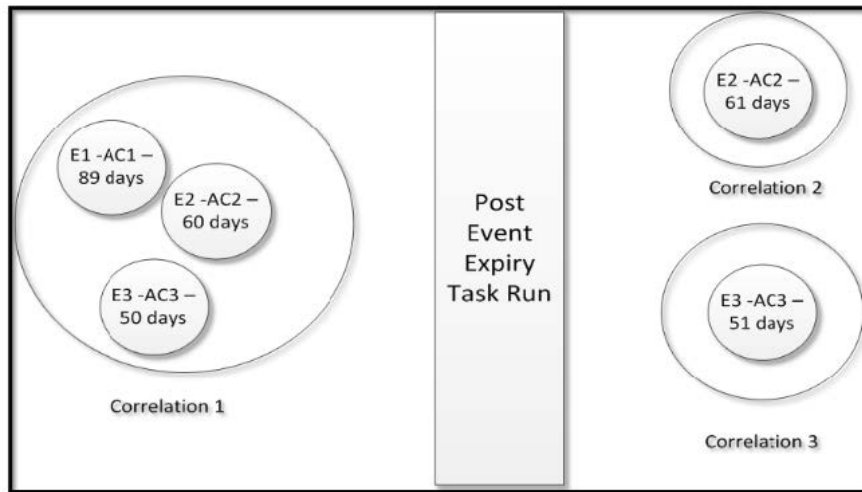 E1 -AC1 –
89 days
E2 -AC2 –
60 days
E3 -AC3 –
50 days
Correlation 1
Post
Event
Expiry
Task Run
E2 -AC2 –
61 days
Correlation 2
E3 -AC3 –
51 days
Correlation 3